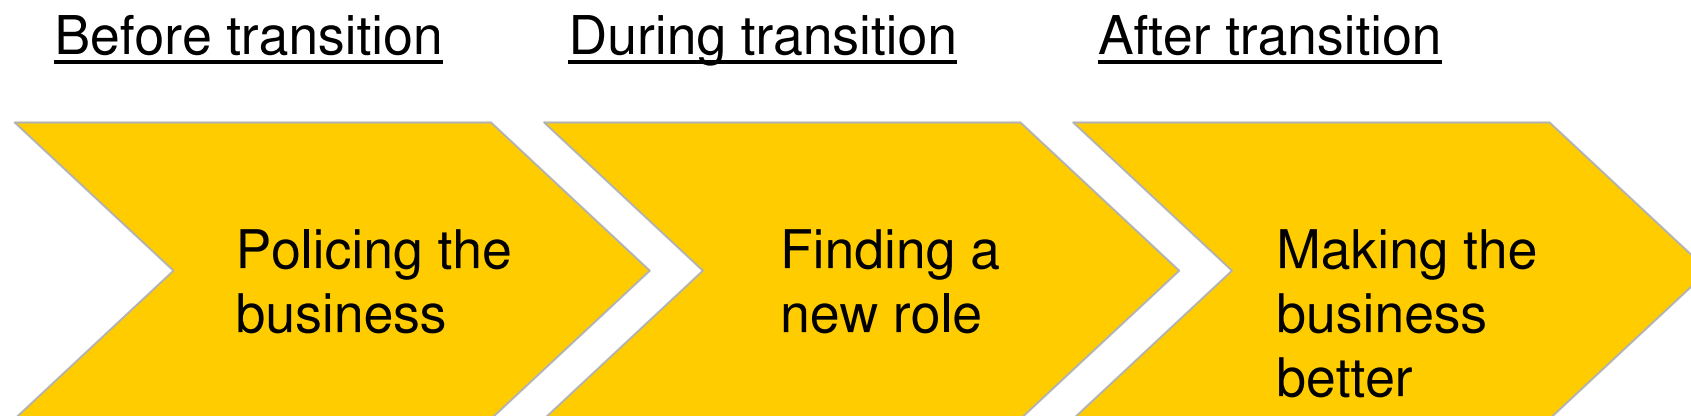 Before transition
During transition
After transition
Policing the
business
Finding a
new role
Making the
business
better